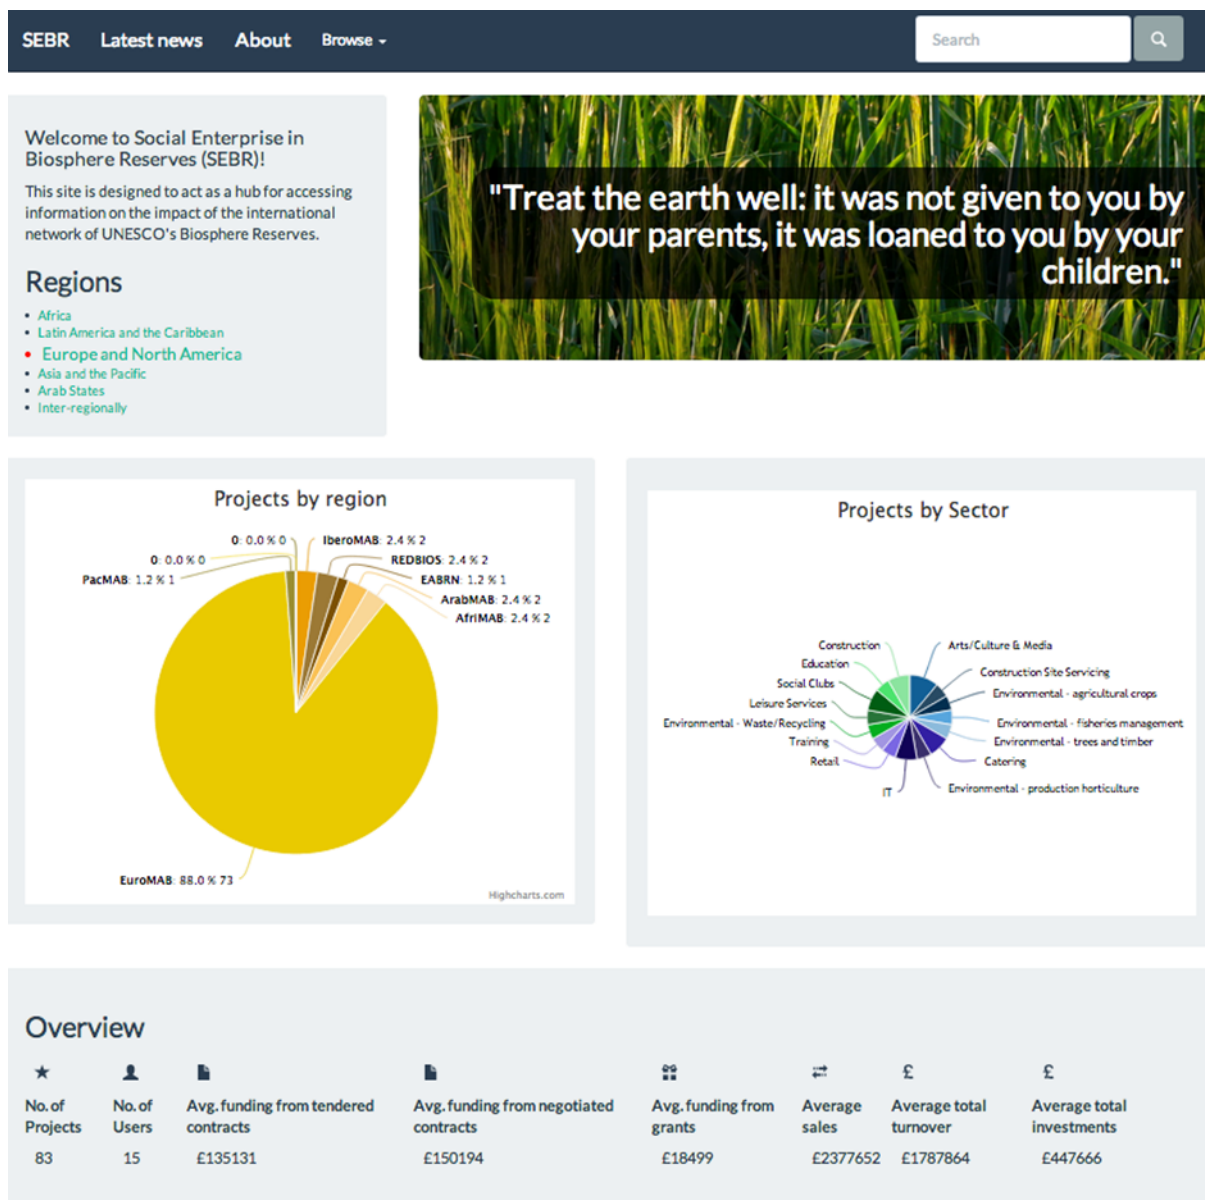 SEBR Latest news About Browse
Search
Welcome to Social Enterprise in
Biosphere Reserves (SEBR)!
This site is designed to act as a hub for accessing
information on the impact of the international
network of UNESCO's Biosphere Reserves.
Regions
Africa
Latin America and the Caribbean
Europe and North America
Asia and the Pacific
Arab States
Inter-regionally
"Treat the earth well: it was not given to you by
your parents, it was loaned to you by your
children."
Projects by region
0: 0.0 % 0
IberoMAB: 2.4 % 2
0: 0.0 % 0
REDBIOS: 2.4 % 2
PacMAB: 1.2 % 1
EABRN: 1.2 % 1
ArabMAB: 2.4 % 2
AfriMAB: 2.4 % 2
EuroMAB: 88.0 % 73
Highcharts.com
Projects by Sector
Construction
Arts/Culture & Media
Education
Construction Site Servicing
Social Clubs
Environmental - agricultural crops
Leisure Services
Environmental - Waste/Recycling
Environmental - fisheries management
Training
Environmental - trees and timber
Retail
Catering
IT
Environmental - production horticulture
Overview
No. of
Projects
83
No. of
Users
15
Avg. funding from tendered
contracts
£135131
Avg. funding from negotiated
contracts
£150194
Avg. funding from
grants
£18499
Average
sales
£2377652
£
Average total
turnover
£1787864
£
Average total
investments
£447666